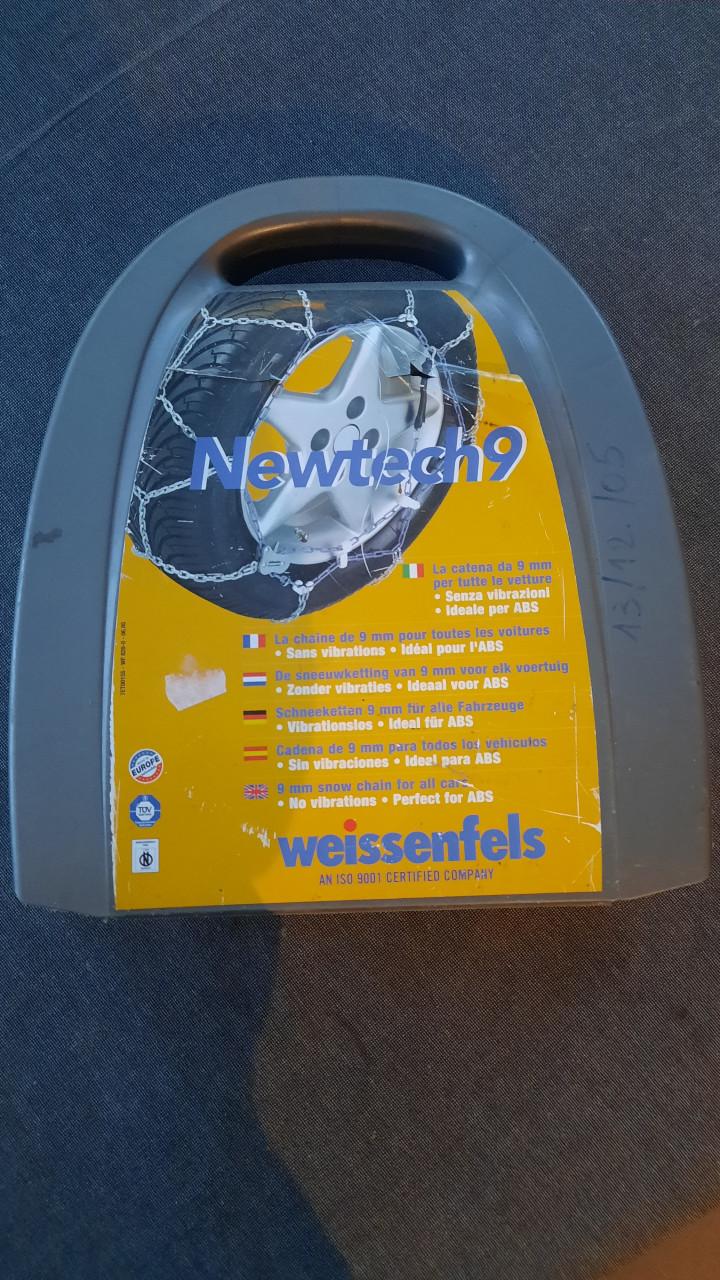 Newtech9
La catena da 9 mm
per tutte le vetture
• Senza vibrazioni
• Ideale per ABS
La chaîne de 9 mm pour toutes les voitures
• Sans vibrations • Idéal pour l'ABS
De sneeuwketting van 9 mm voor elk voertuig
• Zonder vibraties • Ideaal voor ABS
Schneeketten 9 mm für alle Fahrzeuge
• Vibrationslos • Ideal für ABS
Cadena de 9 mm para todos los vehiculos
• Sin vibraciones • Ideal para ABS
9 mm snow chain for all cars
• No vibrations • Perfect for ABS
EUROPE
TÜV
weissenfels
AN ISO 9001 CERTIFIED COMPANY
13/12./05